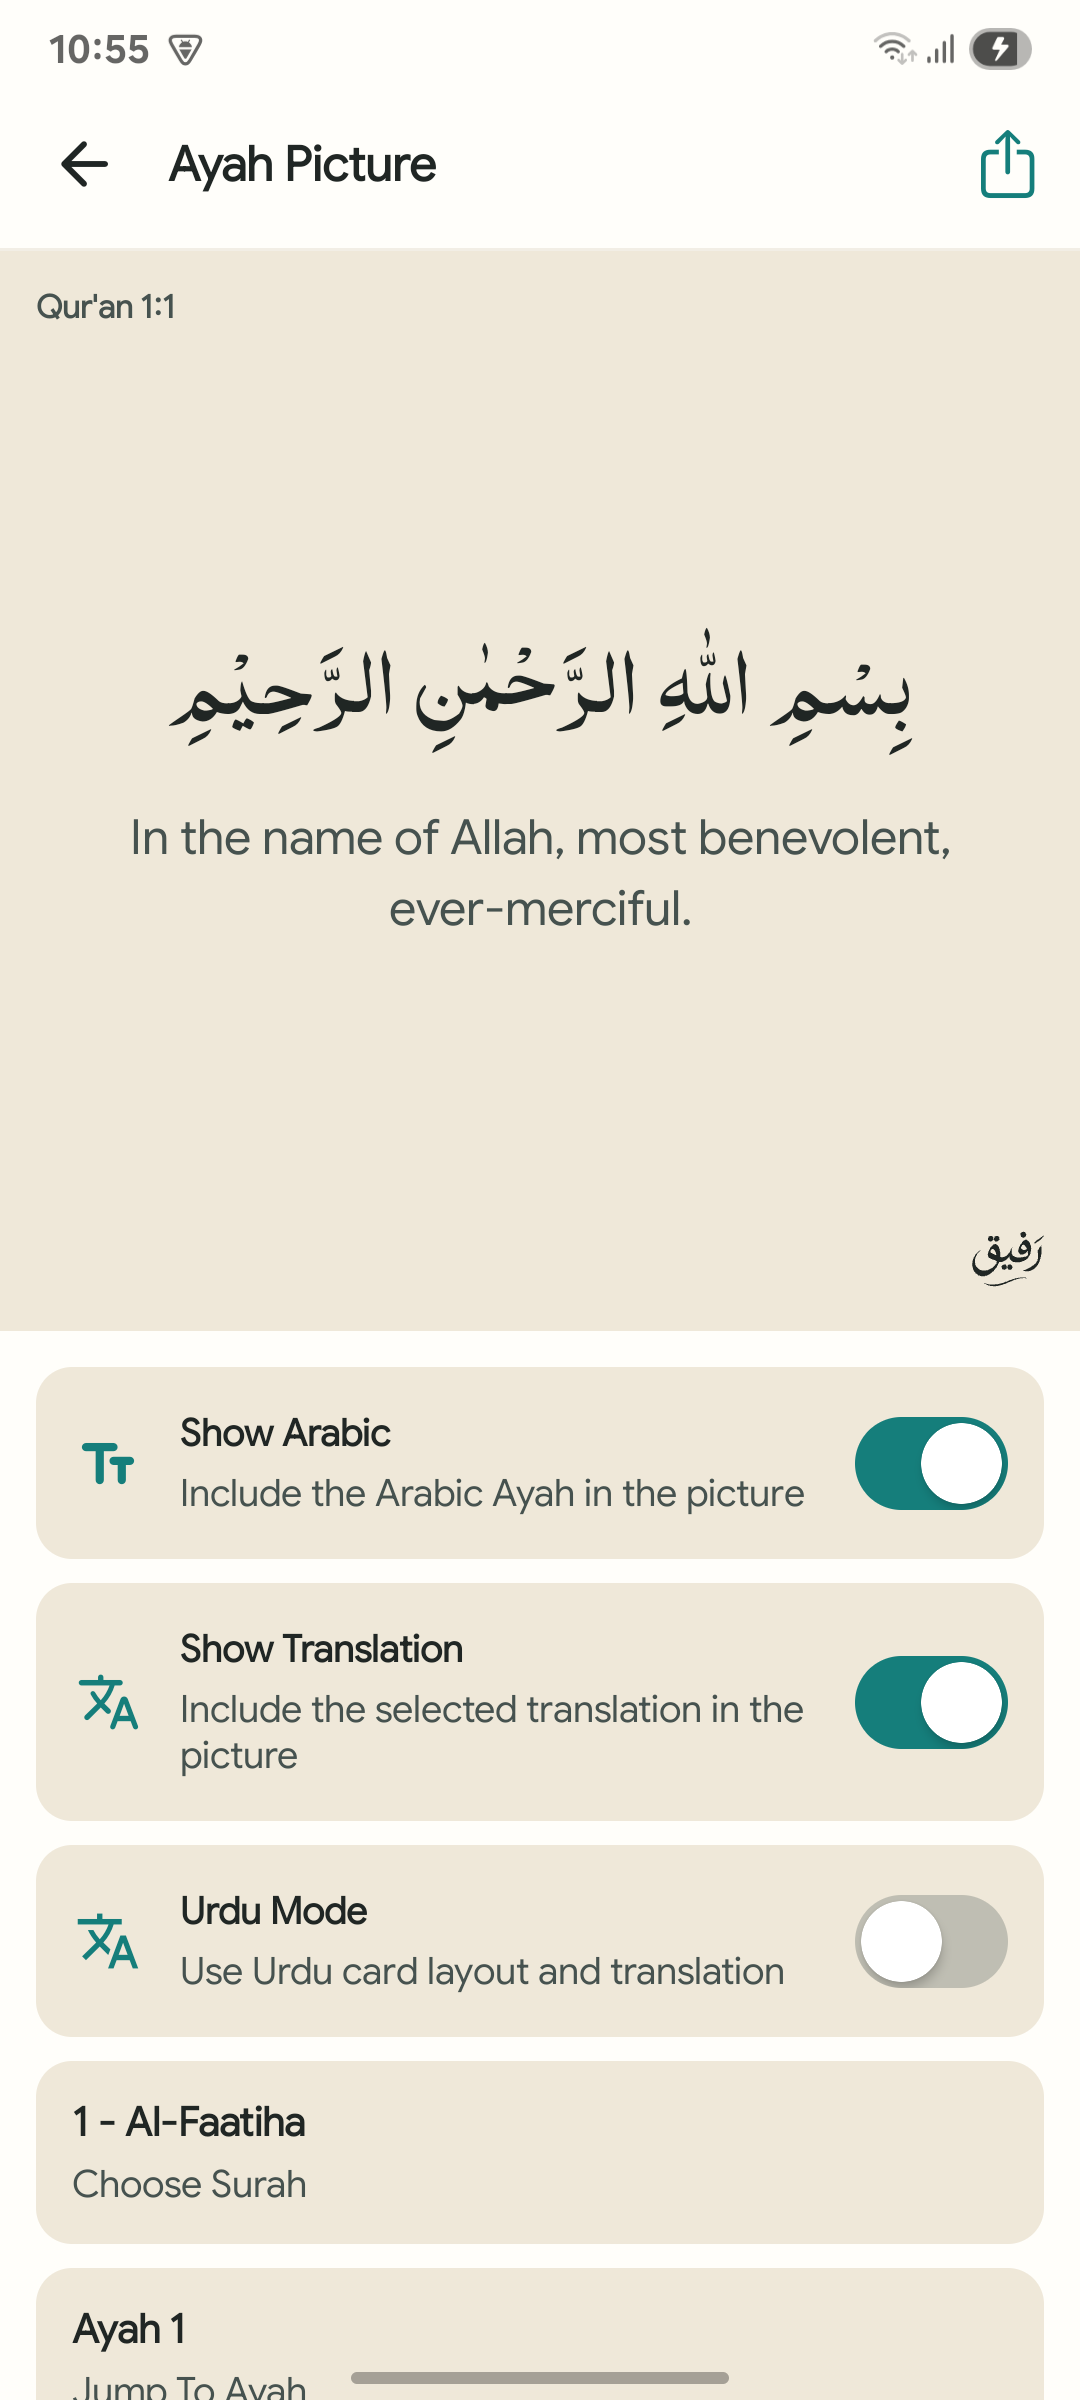 10:55
Ayah Picture
Qur'an 1:1
بِسْمِ اللّٰهِ الرَّحْمٰنِ الرَّحِيْمِ
In the name of Allah, most benevolent,
ever-merciful.
رَفيق
Show Arabic
Include the Arabic Ayah in the picture
Show Translation
Include the selected translation in the
picture
Urdu Mode
Use Urdu card layout and translation
1 - Al-Faatiha
Choose Surah
Ayah 1
Jump To Ayah